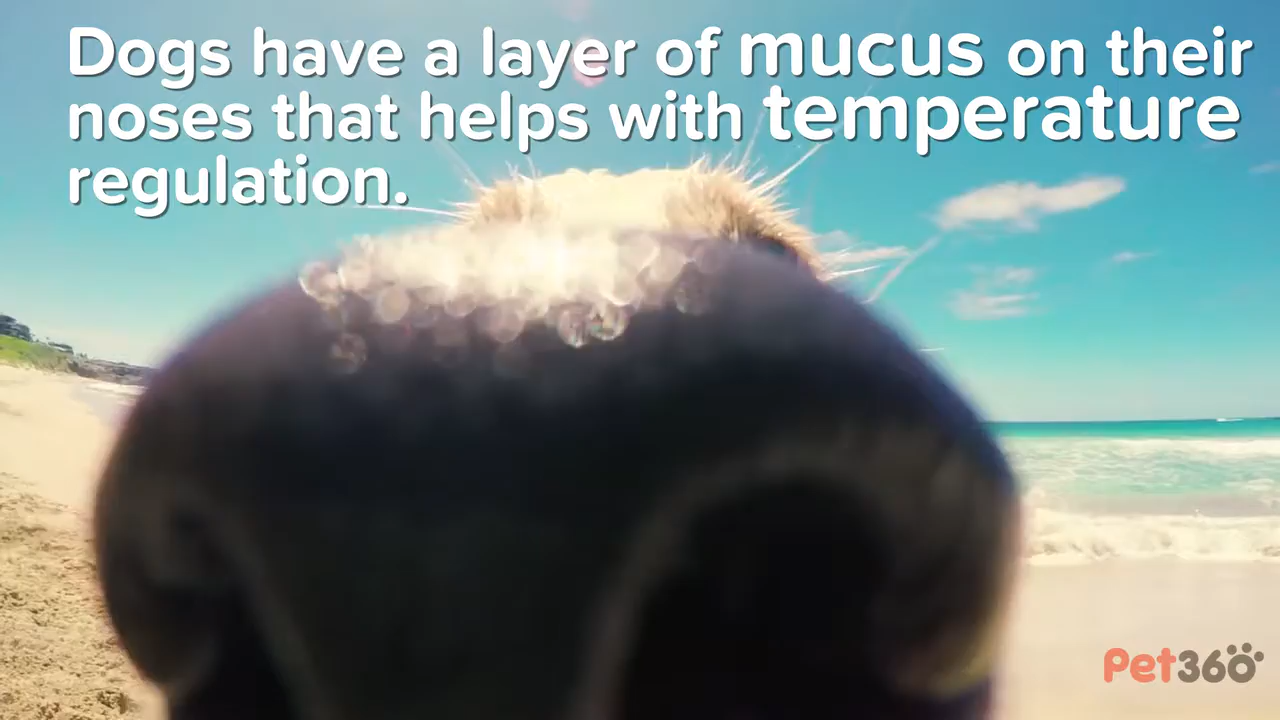 Dogs have a layer of mucus on their
noses that helps with temperature
regulation.
Pet360